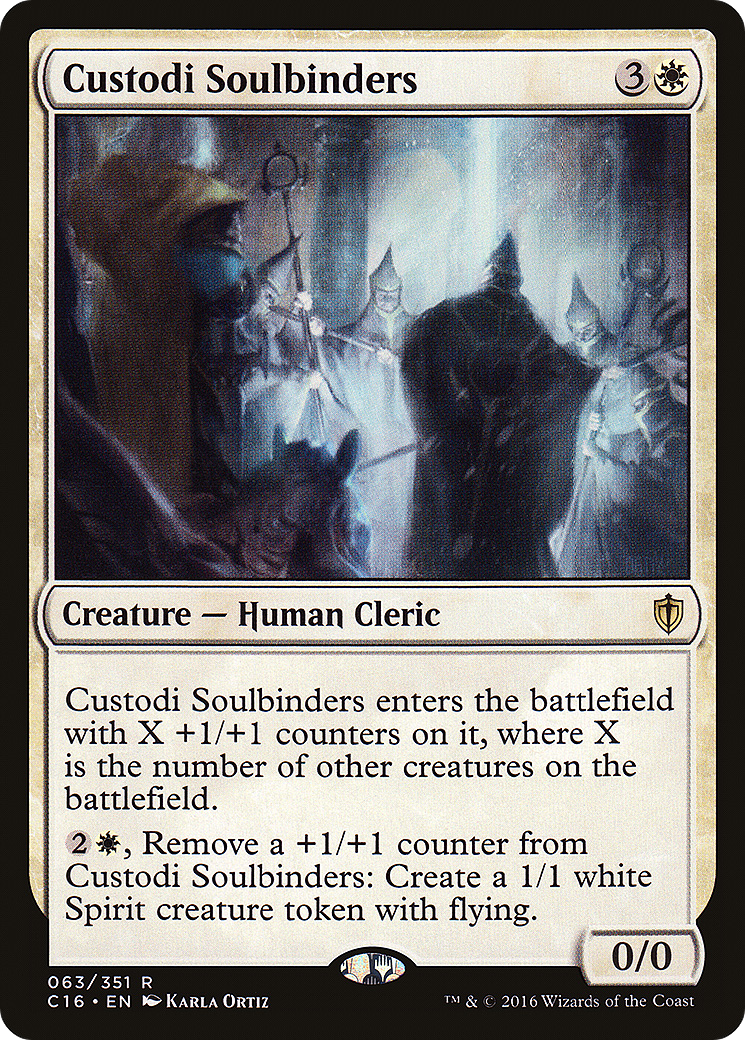 Custodi Soulbinders 3
Creature — Human Cleric
Custodi Soulbinders enters the battlefield
with X +1/+1 counters on it, where X
is the number of other creatures on the
battlefield.
2, Remove a +1/+1 counter from
Custodi Soulbinders: Create a 1/1 white
Spirit creature token with flying.
0/0
063/351 R
C16 • EN Karla Ortiz
™ & © 2016 Wizards of the Coast